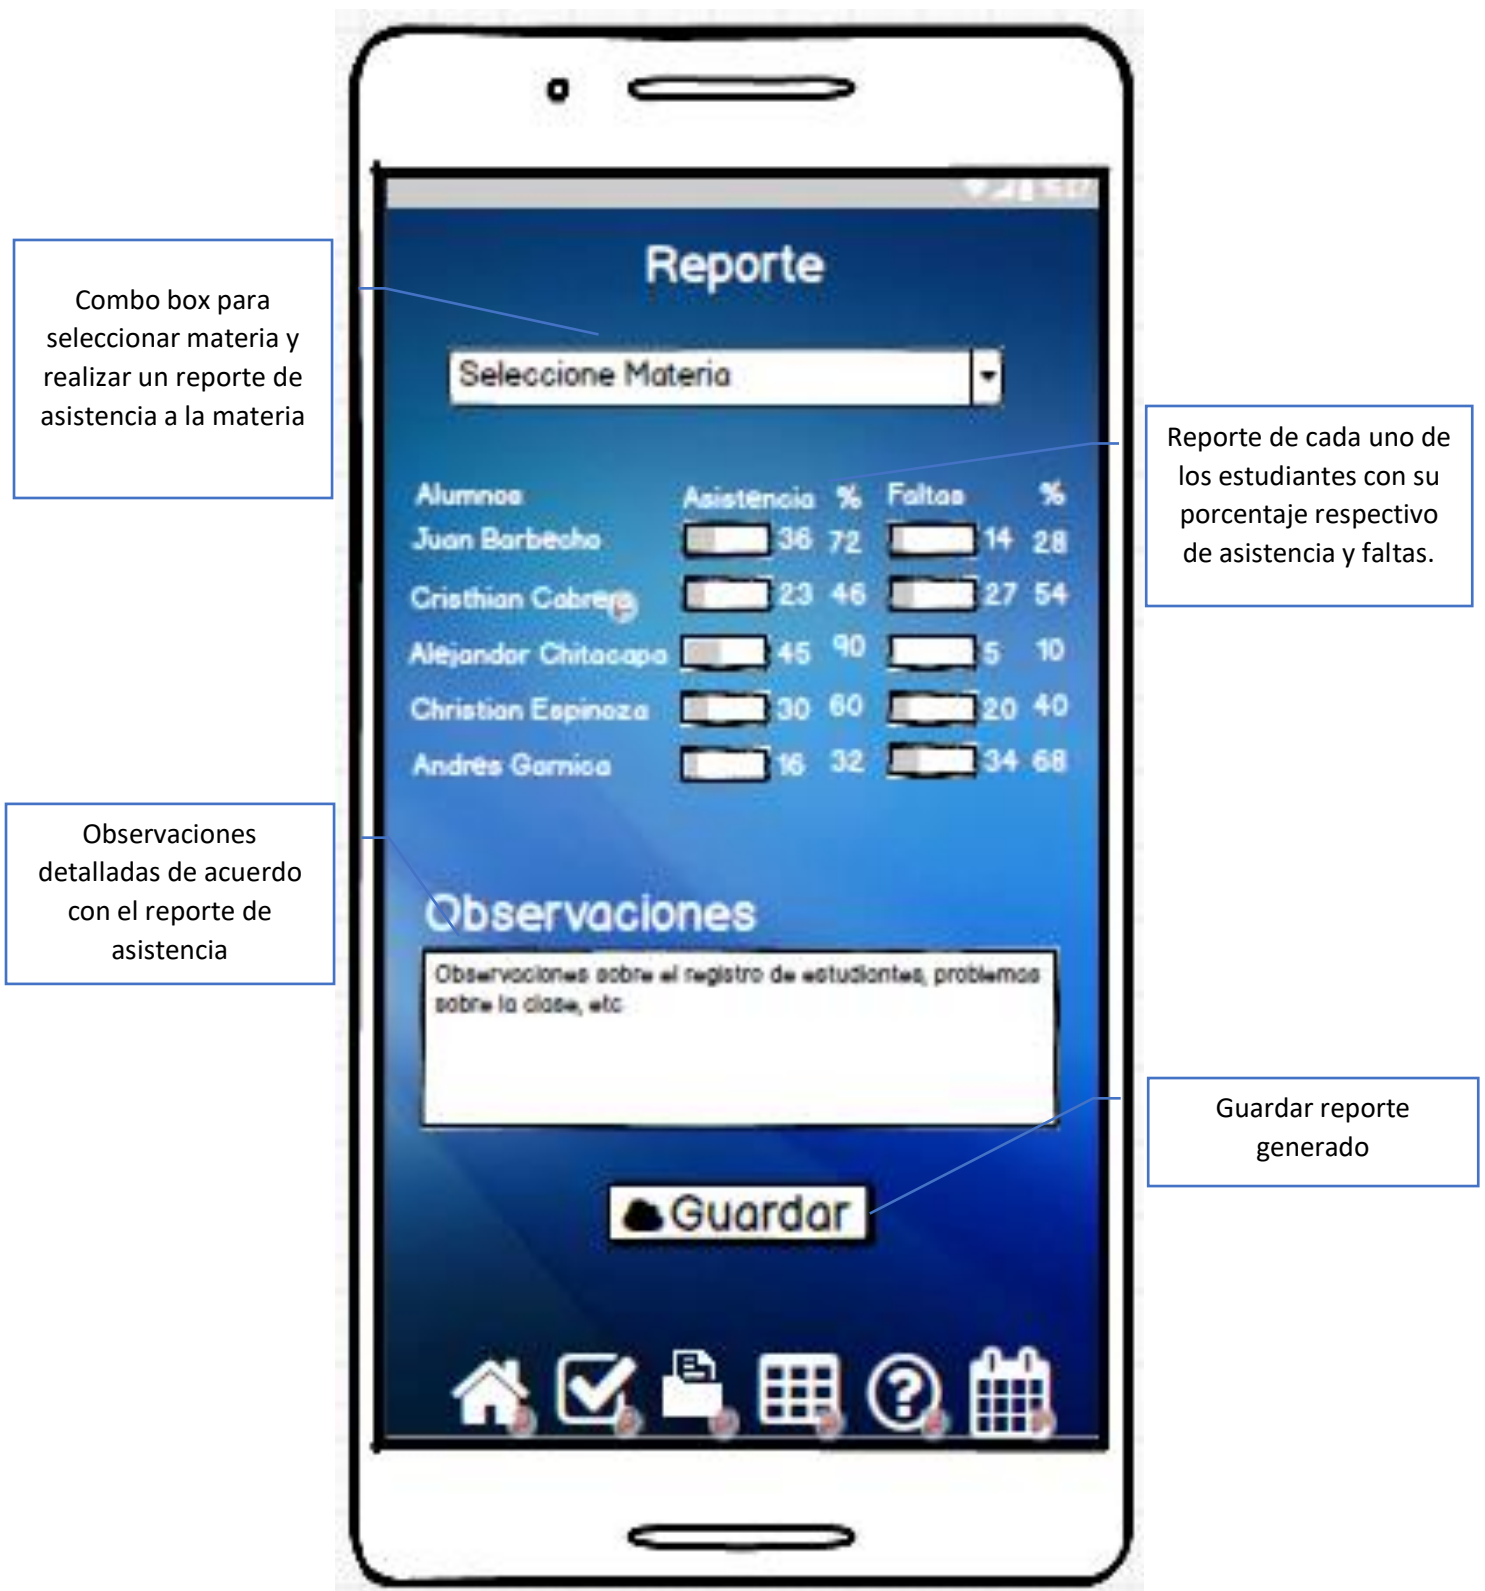 Reporte
Combo box para
seleccionar materia y
realizar un reporte de
asistencia a la materia
Seleccione Materia
Reporte de cada uno de
los estudiantes con su
porcentaje respectivo
de asistencia y faltas.
Alumnos Asistencia % Faltas %
Juan Barbecho 36 72 14 28
Cristhian Cabrera 23 46 27 54
Alejandor Chitacapa 45 90 5 10
Christian Espinoza 30 60 20 40
Andrés Garnica 16 32 34 68
Observaciones
detalladas de acuerdo
con el reporte de
asistencia
Observaciones
Observaciones sobre el registro de estudiantes, problemas
sobre la clase, etc
Guardar reporte
generado
Guardar